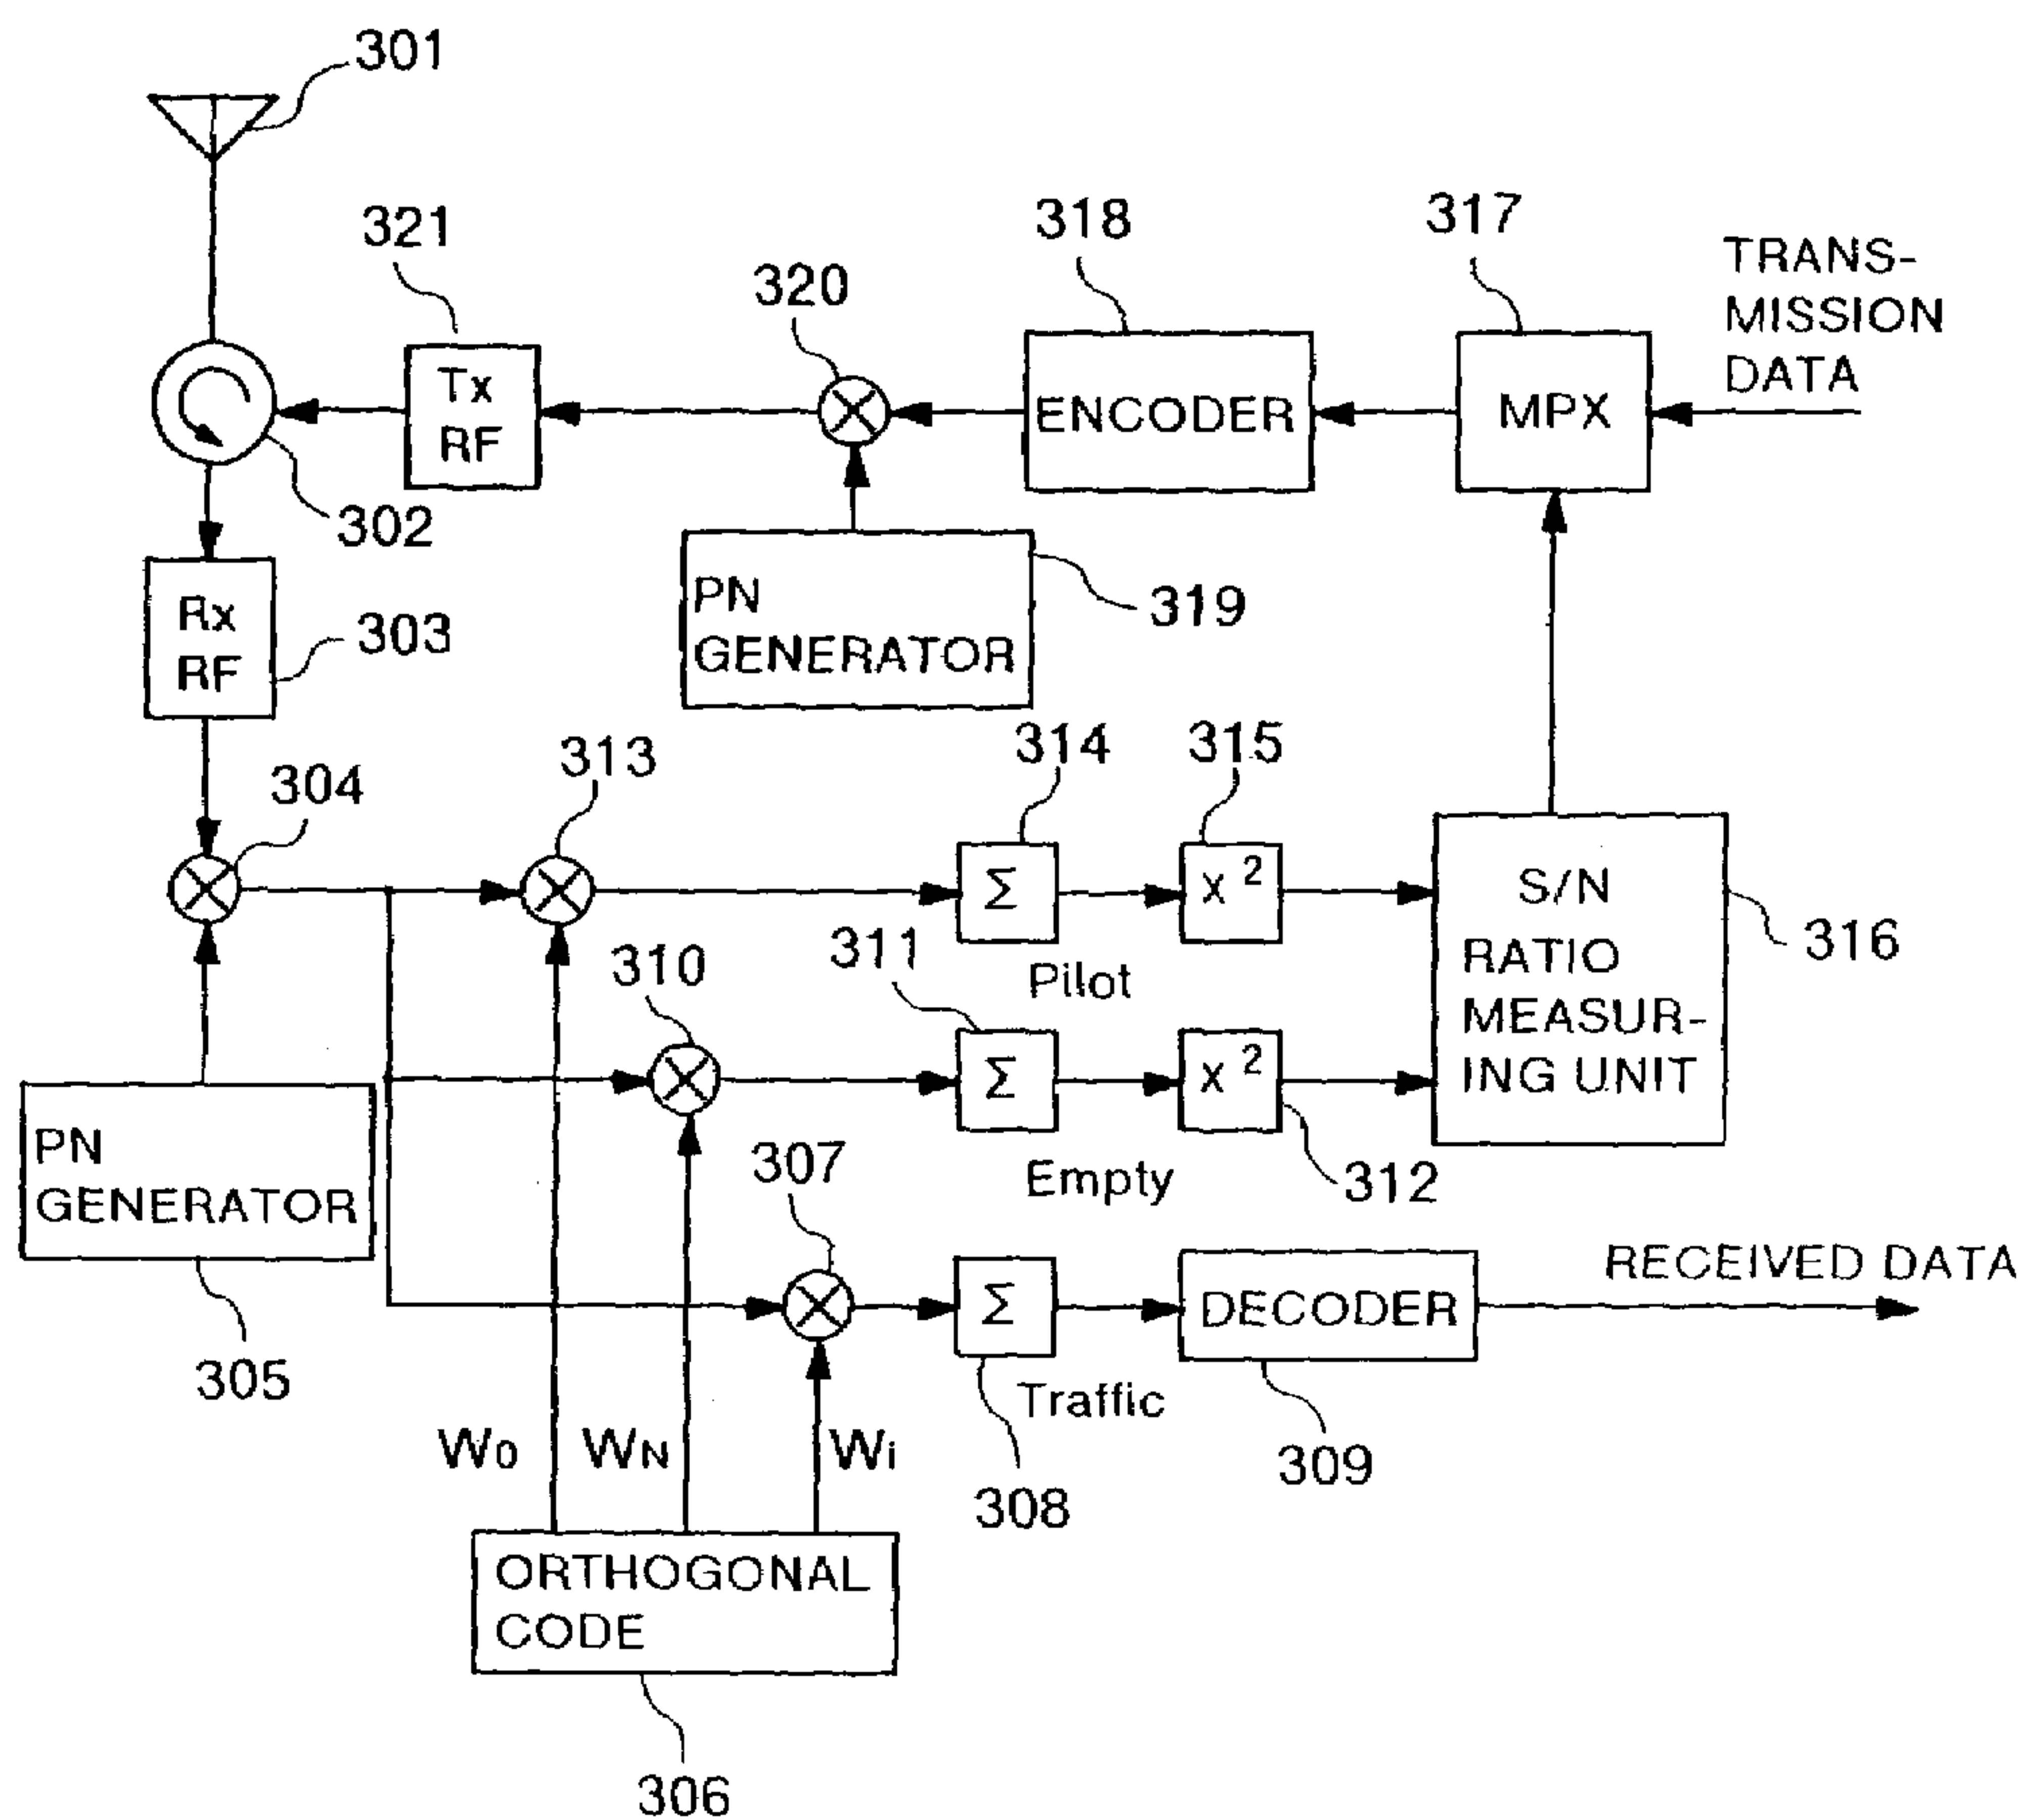 301
321
318
317
TRANS-
MISSION
DATA
320
Tx
RF
ENCODER
MPX
302
Rx
RF
303
PN
GENERATOR
319
304
313
314
315
Σ
x 2
S/N
RATIO
MEASUR-
ING UNIT
316
310
311
Pilot
Σ
x 2
312
PN
GENERATOR
305
307
Empty
Σ
DECODER
RECEIVED DATA
Traffic
308
309
W0
WN
Wi
ORTHOGONAL
CODE
306